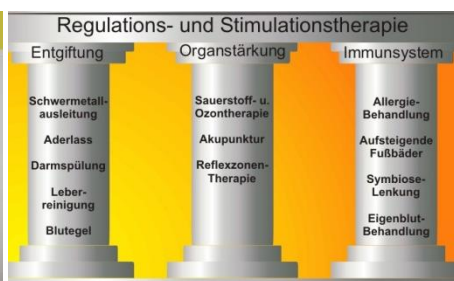 Regulations- und Stimulationstherapie
Entgiftung
Schwermetall-
ausleitung
Aderlass
Darmspülung
Leber-
reinigung
Blutegel
Organstärkung
Sauerstoff- u.
Ozontherapie
Akupunktur
Reflexzonen-
Therapie
Immunsystem
Allergie-
Behandlung
Aufsteigende
Fußbäder
Symbiose-
Lenkung
Eigenblut-
Behandlung